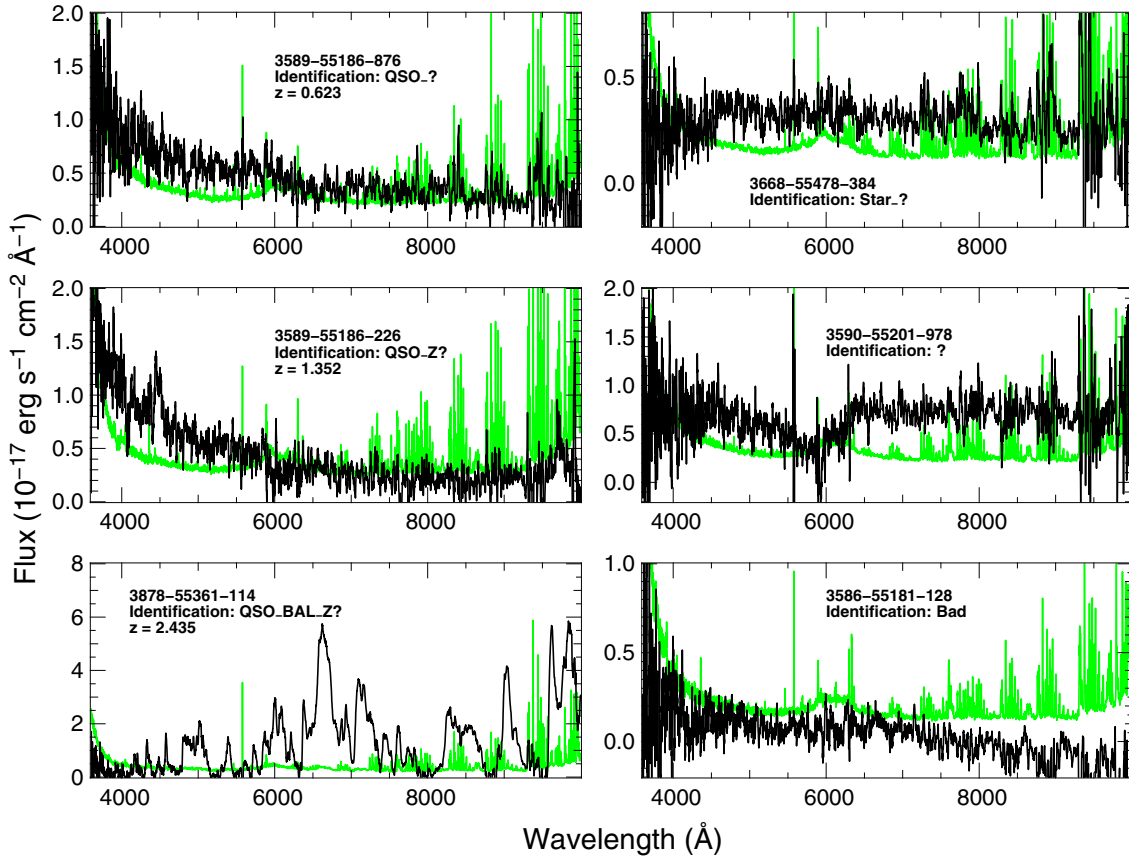 2.0
1.5
1.0
0.5
0.0
4000 6000 8000
3589−55186−876
Identification: QSO_?
z = 0.623
0.5
0.0
4000 6000 8000
3668−55478−384
Identification: Star_?
2.0
1.5
1.0
0.5
0.0
4000 6000 8000
3589−55186−226
Identification: QSO_Z?
z = 1.352
2.0
1.5
1.0
0.5
0.0
4000 6000 8000
3590−55201−978
Identification: ?
8
6
4
2
0
4000 6000 8000
3878−55361−114
Identification: QSO_BAL_Z?
z = 2.435
1.0
0.5
0.0
4000 6000 8000
3586−55181−128
Identification: Bad
Flux (10⁻¹⁷ erg s⁻¹ cm⁻² Å⁻¹)
Wavelength (Å)